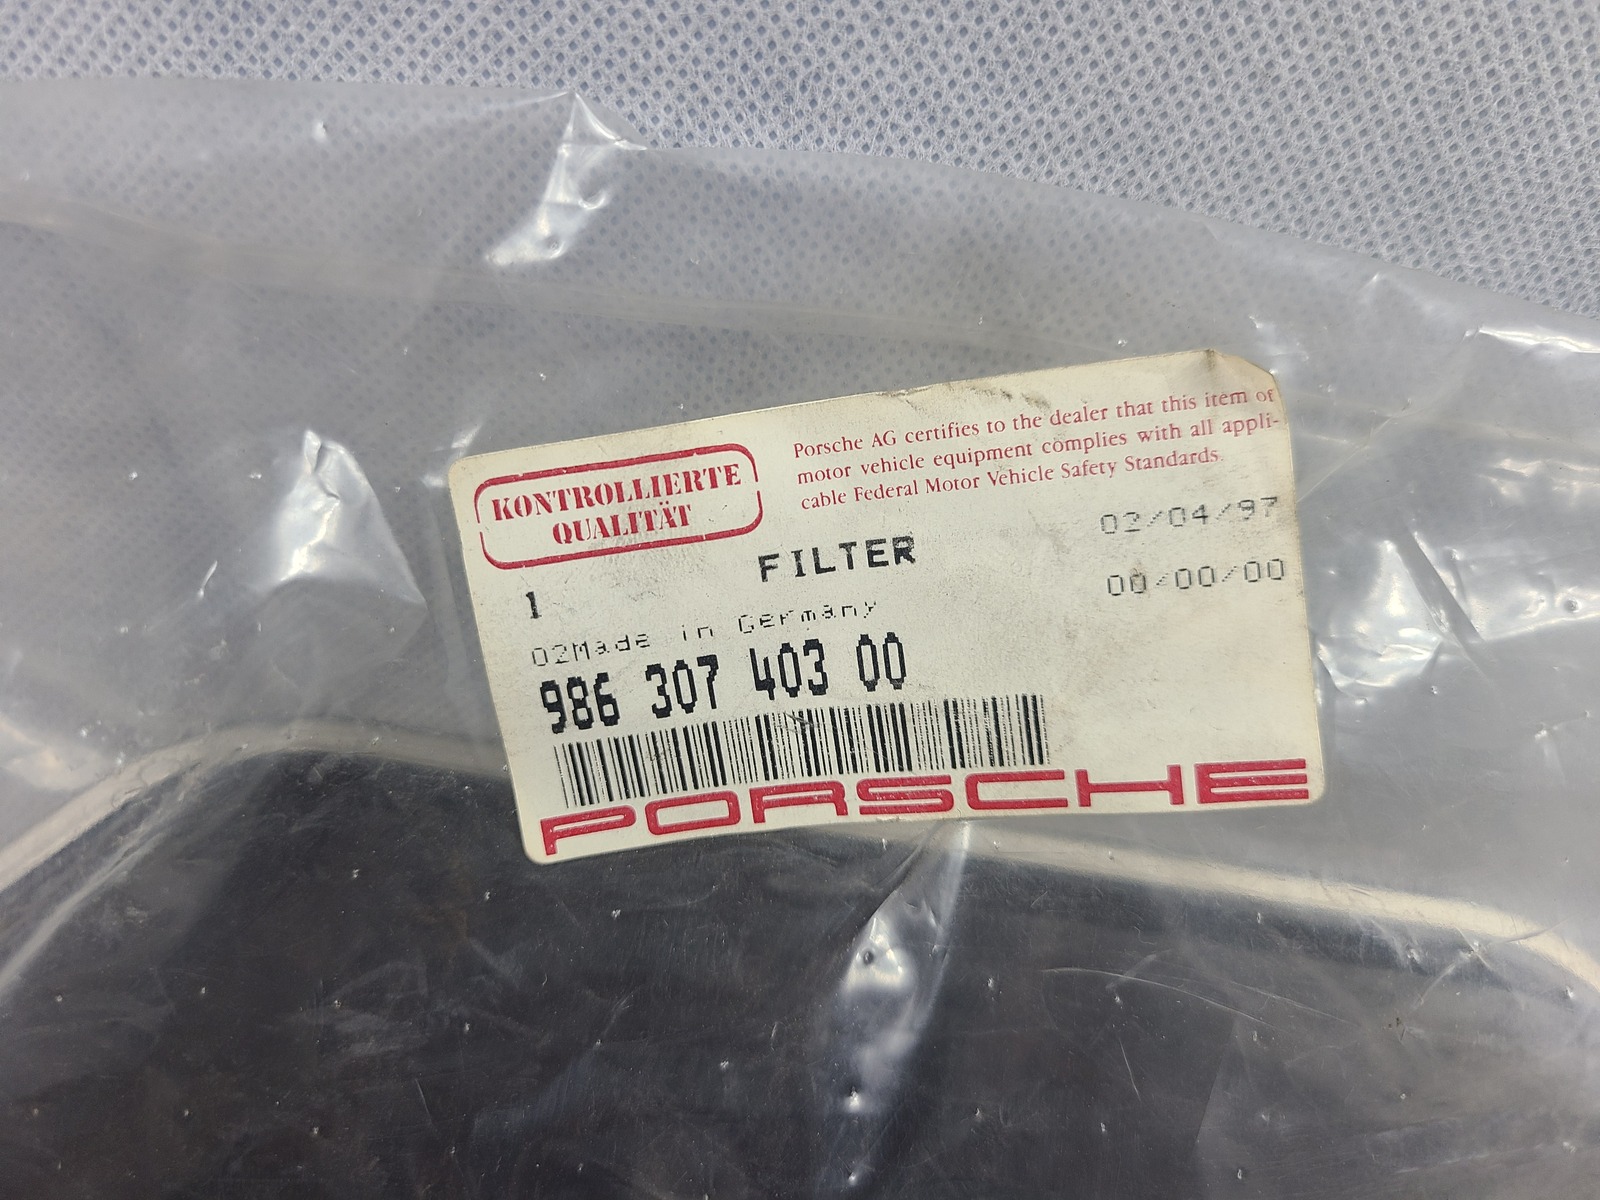 KONTROLLIERTE
QUALITÄT
Porsche AG certifies to the dealer that this item of
motor vehicle equipment complies with all appli-
cable Federal Motor Vehicle Safety Standards.
02/04/97
FILTER
00/00/00
1
02Made in Germany
986 307 403 00
PORSCHE